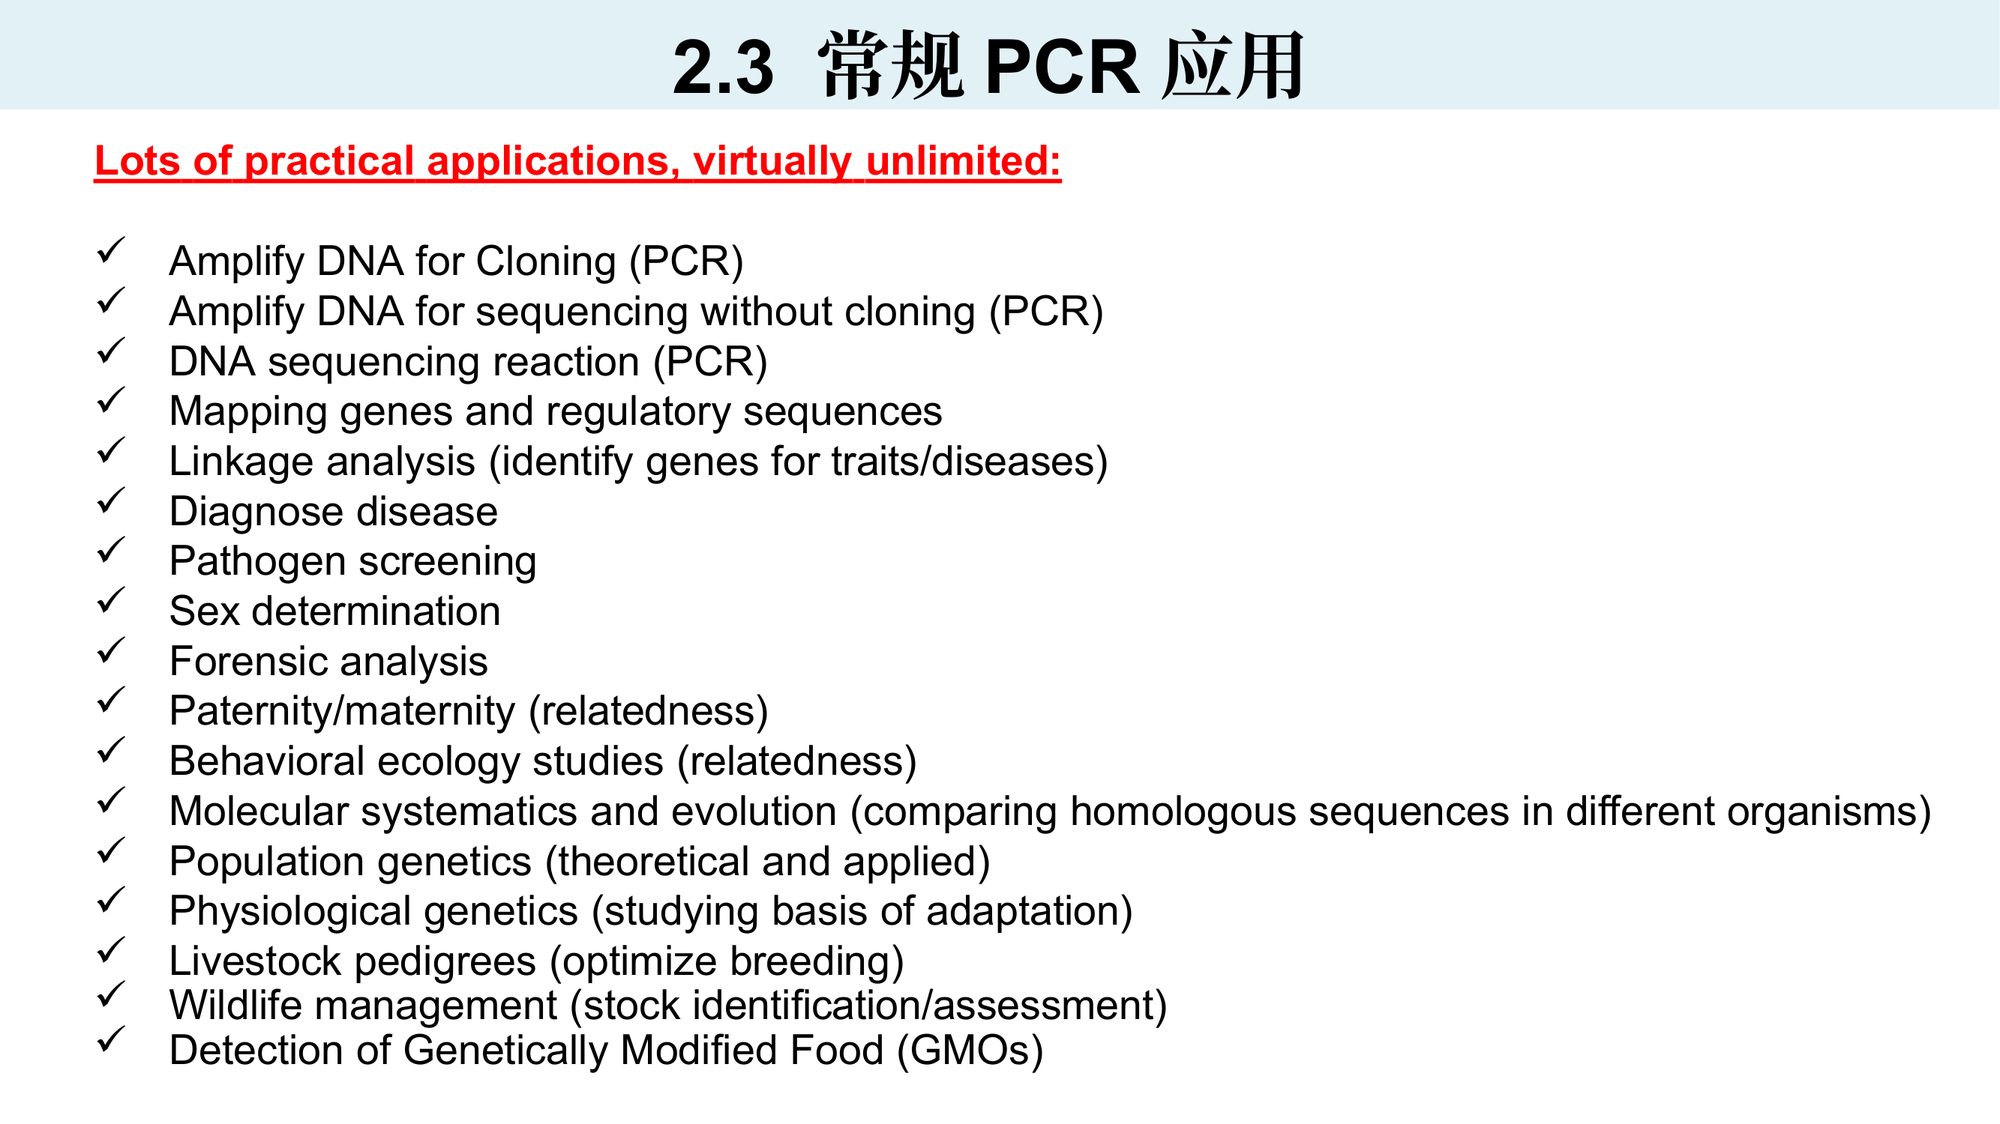 2.3 常规 PCR 应用
Lots of practical applications, virtually unlimited:
✓ Amplify DNA for Cloning (PCR)
✓ Amplify DNA for sequencing without cloning (PCR)
✓ DNA sequencing reaction (PCR)
✓ Mapping genes and regulatory sequences
✓ Linkage analysis (identify genes for traits/diseases)
✓ Diagnose disease
✓ Pathogen screening
✓ Sex determination
✓ Forensic analysis
✓ Paternity/maternity (relatedness)
✓ Behavioral ecology studies (relatedness)
✓ Molecular systematics and evolution (comparing homologous sequences in different organisms)
✓ Population genetics (theoretical and applied)
✓ Physiological genetics (studying basis of adaptation)
✓ Livestock pedigrees (optimize breeding)
✓ Wildlife management (stock identification/assessment)
✓ Detection of Genetically Modified Food (GMOs)